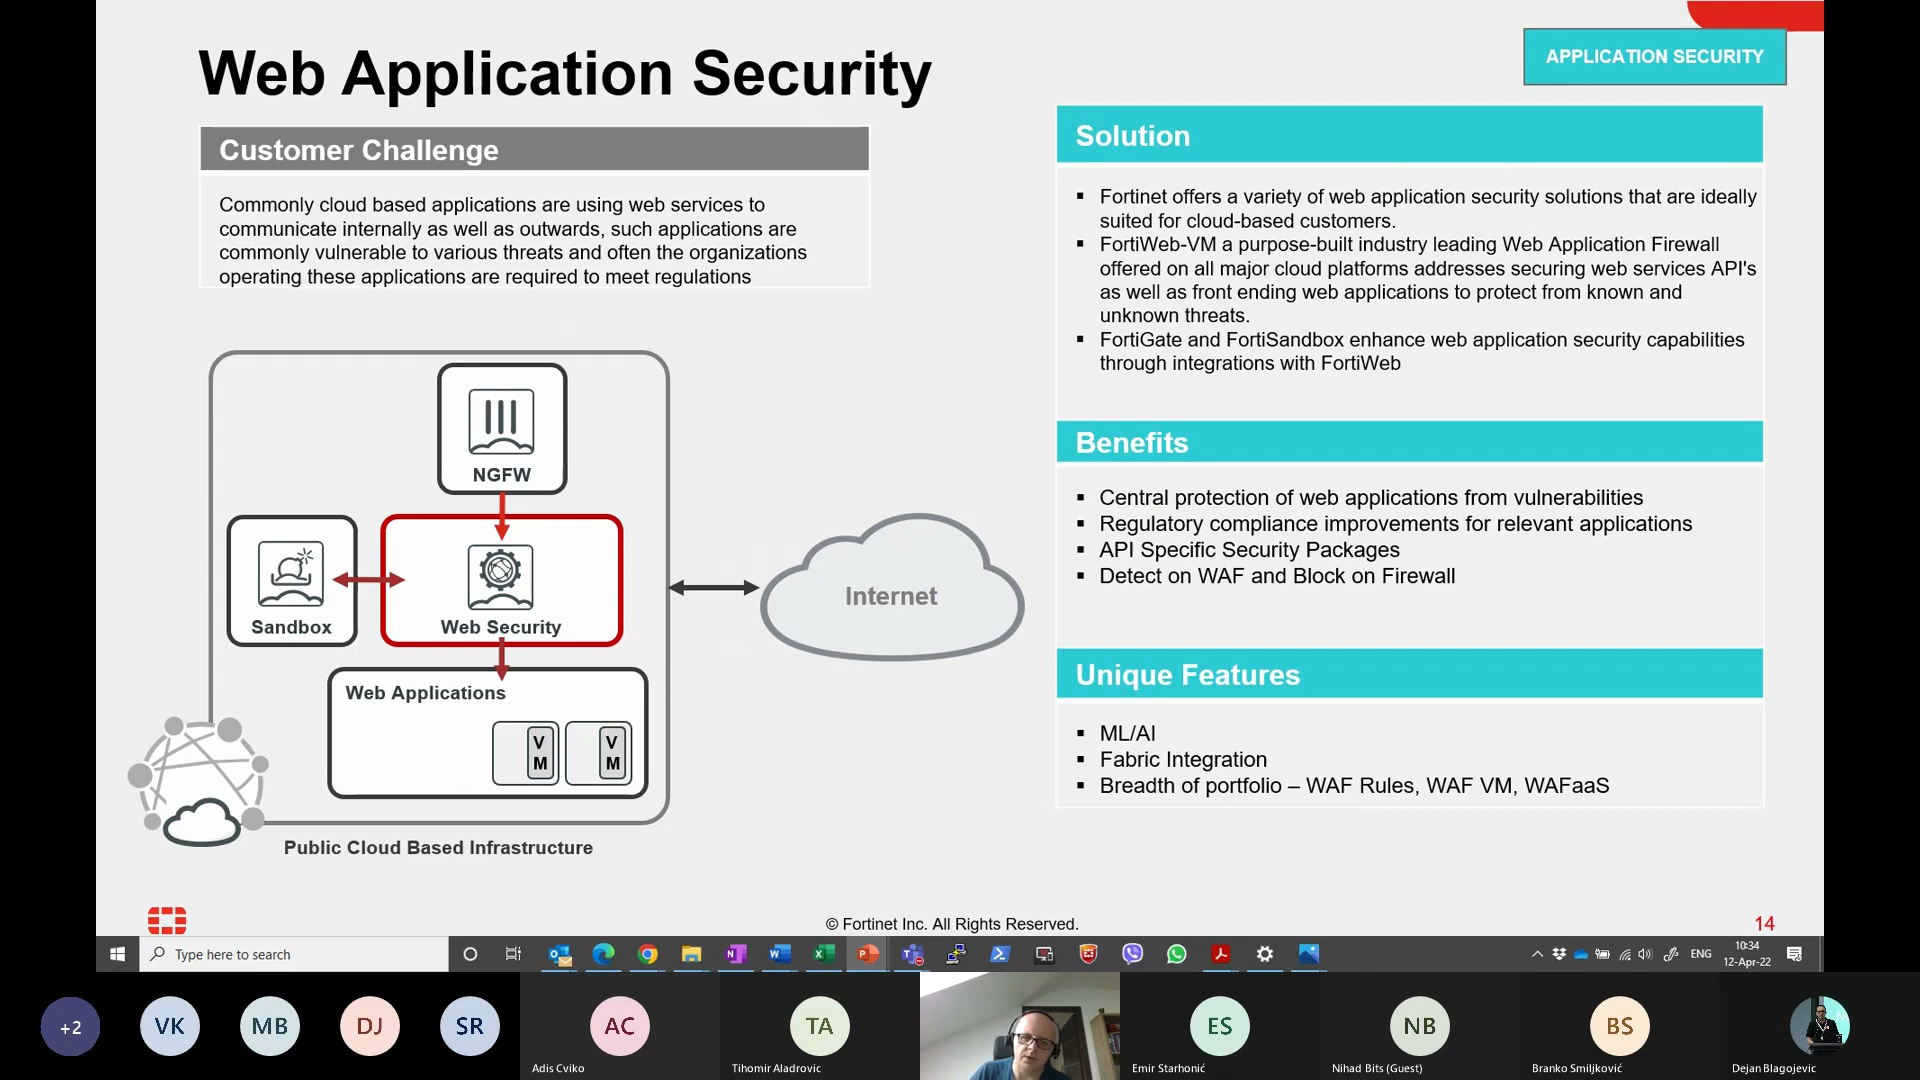 Web Application Security
APPLICATION SECURITY
Customer Challenge
Commonly cloud based applications are using web services to
communicate internally as well as outwards, such applications are
commonly vulnerable to various threats and often the organizations
operating these applications are required to meet regulations
NGFW
Sandbox
Web Security
Web Applications
V
M
V
M
Public Cloud Based Infrastructure
Internet
Solution
▪ Fortinet offers a variety of web application security solutions that are ideally
suited for cloud-based customers.
▪ FortiWeb-VM a purpose-built industry leading Web Application Firewall
offered on all major cloud platforms addresses securing web services API's
as well as front ending web applications to protect from known and
unknown threats.
▪ FortiGate and FortiSandbox enhance web application security capabilities
through integrations with FortiWeb
Benefits
▪ Central protection of web applications from vulnerabilities
▪ Regulatory compliance improvements for relevant applications
▪ API Specific Security Packages
▪ Detect on WAF and Block on Firewall
Unique Features
▪ ML/AI
▪ Fabric Integration
▪ Breadth of portfolio – WAF Rules, WAF VM, WAFaaS
© Fortinet Inc. All Rights Reserved.
14
Type here to search
ENG
10:34
12-Apr-22
+2
VK
MB
DJ
SR
AC
Adis Cviko
TA
Tihomir Aladrovic
ES
Emir Starhonić
NB
Nihad Bits (Guest)
BS
Branko Smiljković
Dejan Blagojevic